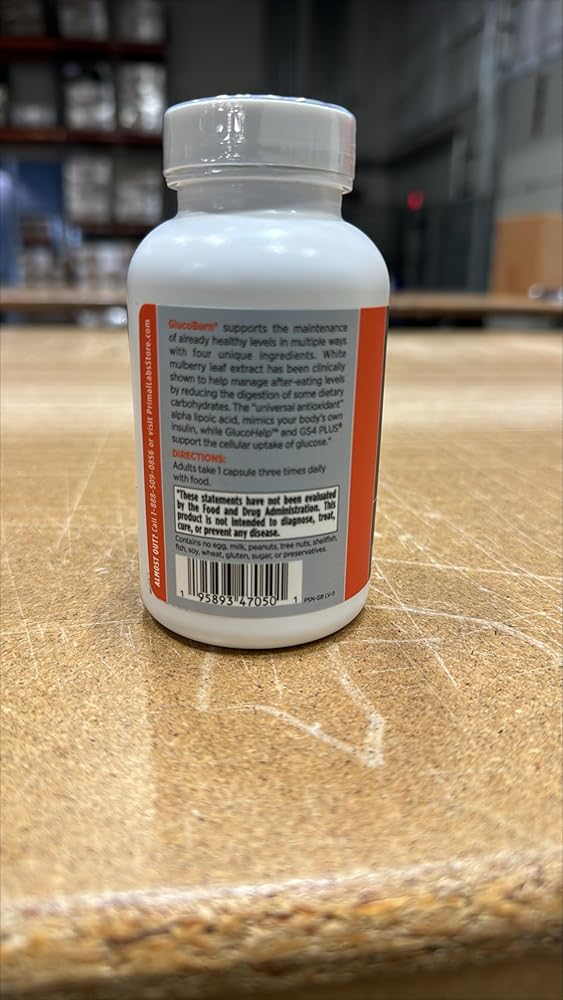 GlucoBurn® supports the maintenance
of already healthy levels in multiple ways
with four unique ingredients. White
mulberry leaf extract has been clinically
shown to help manage after-eating levels
by reducing the digestion of some dietary
carbohydrates. The "universal antioxidant"
alpha lipoic acid, mimics your body's own
insulin, while GlucoHelp™ and GS4 PLUS®
support the cellular uptake of glucose.*
DIRECTIONS:
Adults take 1 capsule three times daily
with food.
*These statements have not been evaluated
by the Food and Drug Administration. This
product is not intended to diagnose, treat,
cure, or prevent any disease.
Contains no egg, milk, peanuts, tree nuts, shellfish,
fish, soy, wheat, gluten, sugar, or preservatives.
1 95893 47050 1
PSN-GB LV-11
ALMOST OUT? Call 1-888-509-0856 or visit PrimalLabsStore.com